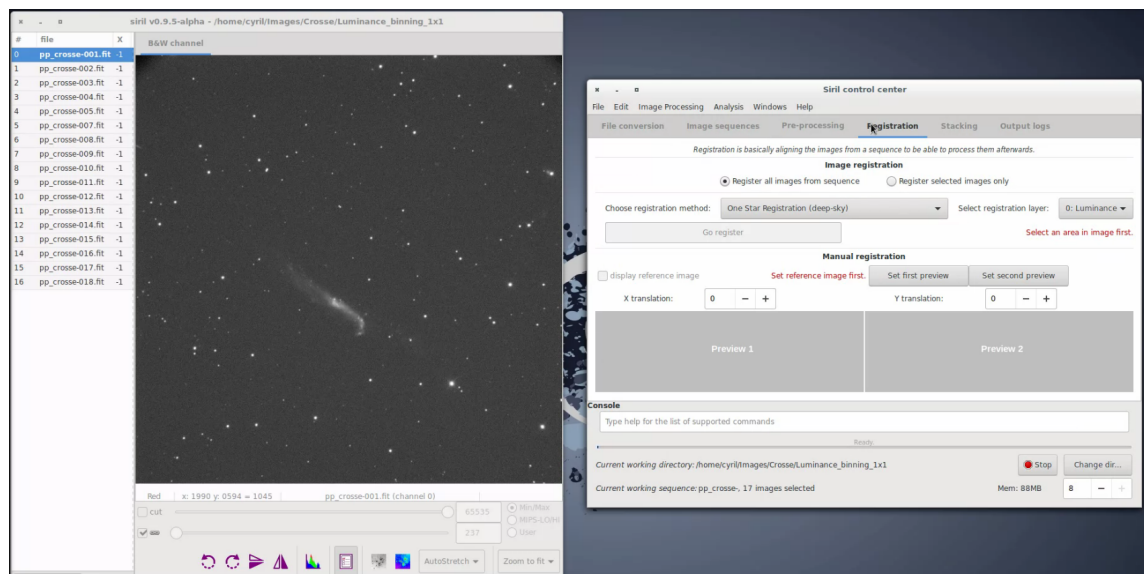 siril v0.9.5-alpha - /home/cyril/Images/Crosse/Luminance_binning_1x1
# file X
B&W channel
0 pp_crosse-001.fit -1
1 pp_crosse-002.fit -1
2 pp_crosse-003.fit -1
3 pp_crosse-004.fit -1
4 pp_crosse-005.fit -1
5 pp_crosse-007.fit -1
6 pp_crosse-008.fit -1
7 pp_crosse-009.fit -1
8 pp_crosse-010.fit -1
9 pp_crosse-011.fit -1
10 pp_crosse-012.fit -1
11 pp_crosse-013.fit -1
12 pp_crosse-014.fit -1
13 pp_crosse-015.fit -1
14 pp_crosse-016.fit -1
15 pp_crosse-017.fit -1
16 pp_crosse-018.fit -1
Red x: 1990 y: 0594 = 1045 pp_crosse-001.fit (channel 0)
cut 65535 Min/Max
MIPS-LO/HI
237 User
AutoStretch Zoom to fit
Siril control center
File Edit Image Processing Analysis Windows Help
File conversion Image sequences Pre-processing Registration Stacking Output logs
Registration is basically aligning the images from a sequence to be able to process them afterwards.
Image registration
Register all images from sequence Register selected images only
Choose registration method: One Star Registration (deep-sky) Select registration layer: 0: Luminance
Go register Select an area in image first.
Manual registration
display reference image Set reference image first. Set first preview Set second preview
X translation: 0 − + Y translation: 0 − +
Preview 1 Preview 2
Console
Type help for the list of supported commands
Ready.
Current working directory: /home/cyril/Images/Crosse/Luminance_binning_1x1 Stop Change dir...
Current working sequence: pp_crosse-, 17 images selected Mem: 88MB 8 − +